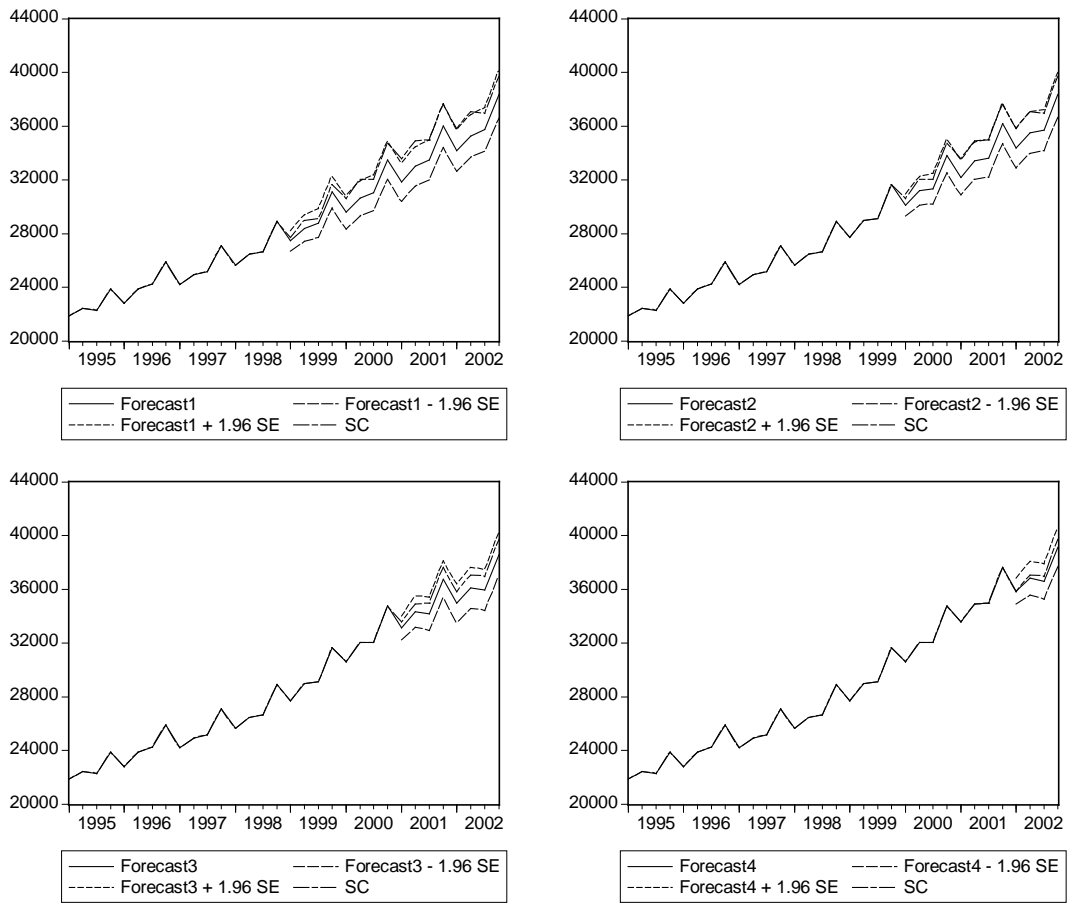 44000
40000
36000
32000
28000
24000
20000
1995 1996 1997 1998 1999 2000 2001 2002
Forecast1 Forecast1 - 1.96 SE
Forecast1 + 1.96 SE SC
44000
40000
36000
32000
28000
24000
20000
1995 1996 1997 1998 1999 2000 2001 2002
Forecast2 Forecast2 - 1.96 SE
Forecast2 + 1.96 SE SC
44000
40000
36000
32000
28000
24000
20000
1995 1996 1997 1998 1999 2000 2001 2002
Forecast3 Forecast3 - 1.96 SE
Forecast3 + 1.96 SE SC
44000
40000
36000
32000
28000
24000
20000
1995 1996 1997 1998 1999 2000 2001 2002
Forecast4 Forecast4 - 1.96 SE
Forecast4 + 1.96 SE SC